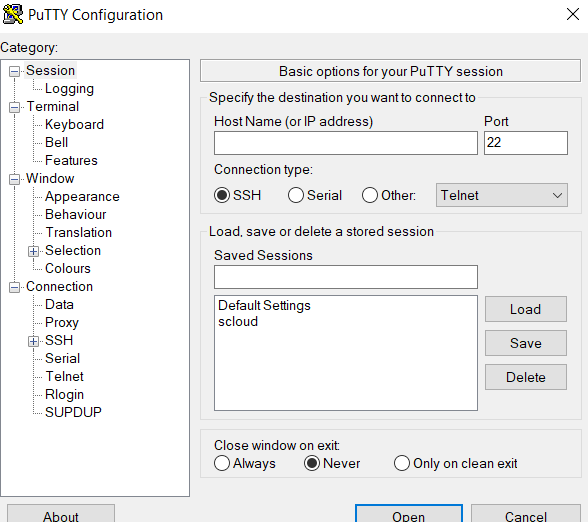 PuTTY Configuration
Category:
Session
Logging
Terminal
Keyboard
Bell
Features
Window
Appearance
Behaviour
Translation
Selection
Colours
Connection
Data
Proxy
SSH
Serial
Telnet
Rlogin
SUPDUP
Basic options for your PuTTY session
Specify the destination you want to connect to
Host Name (or IP address) Port
22
Connection type:
SSH Serial Other: Telnet
Load, save or delete a stored session
Saved Sessions
Default Settings
scloud
Load
Save
Delete
Close window on exit:
Always Never Only on clean exit
About Open Cancel